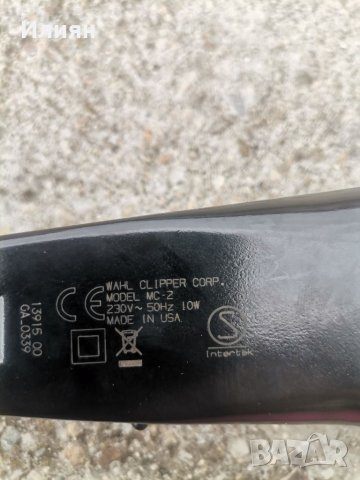 Илиян
WAHL CLIPPER CORP.
MODEL MC-2
230V~ 50Hz 10W
MADE IN USA
CE
13915.00
GA.0339
S
Intertek
BAZAR